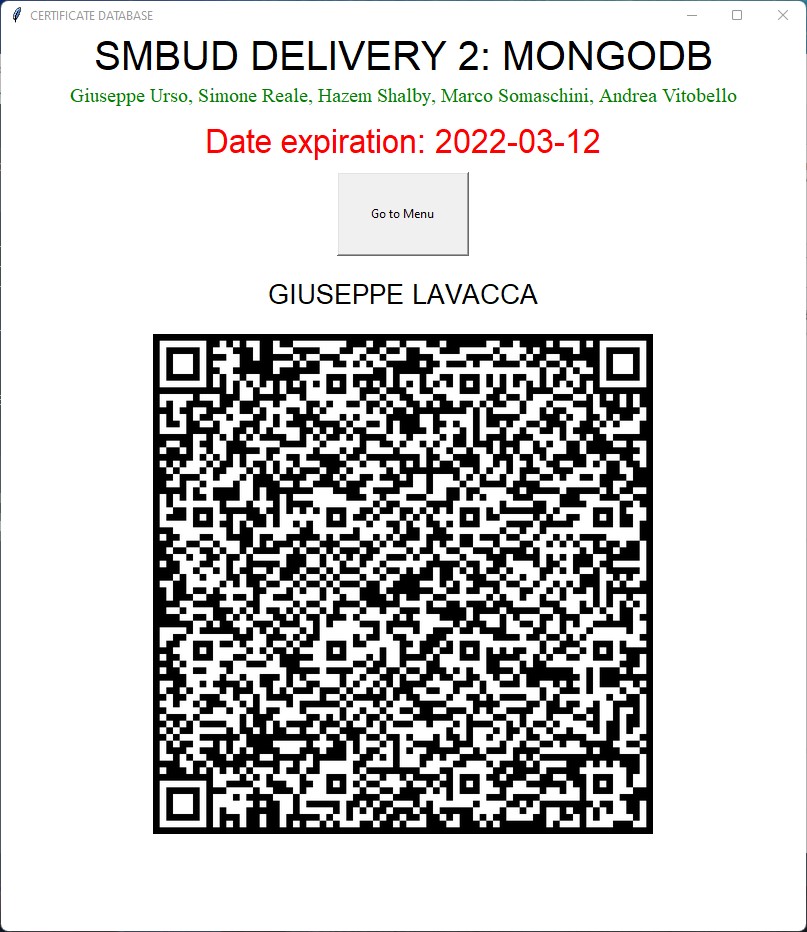 CERTIFICATE DATABASE
SMBUD DELIVERY 2: MONGODB
Giuseppe Urso, Simone Reale, Hazem Shalby, Marco Somaschini, Andrea Vitobello
Date expiration: 2022-03-12
Go to Menu
GIUSEPPE LAVACCA